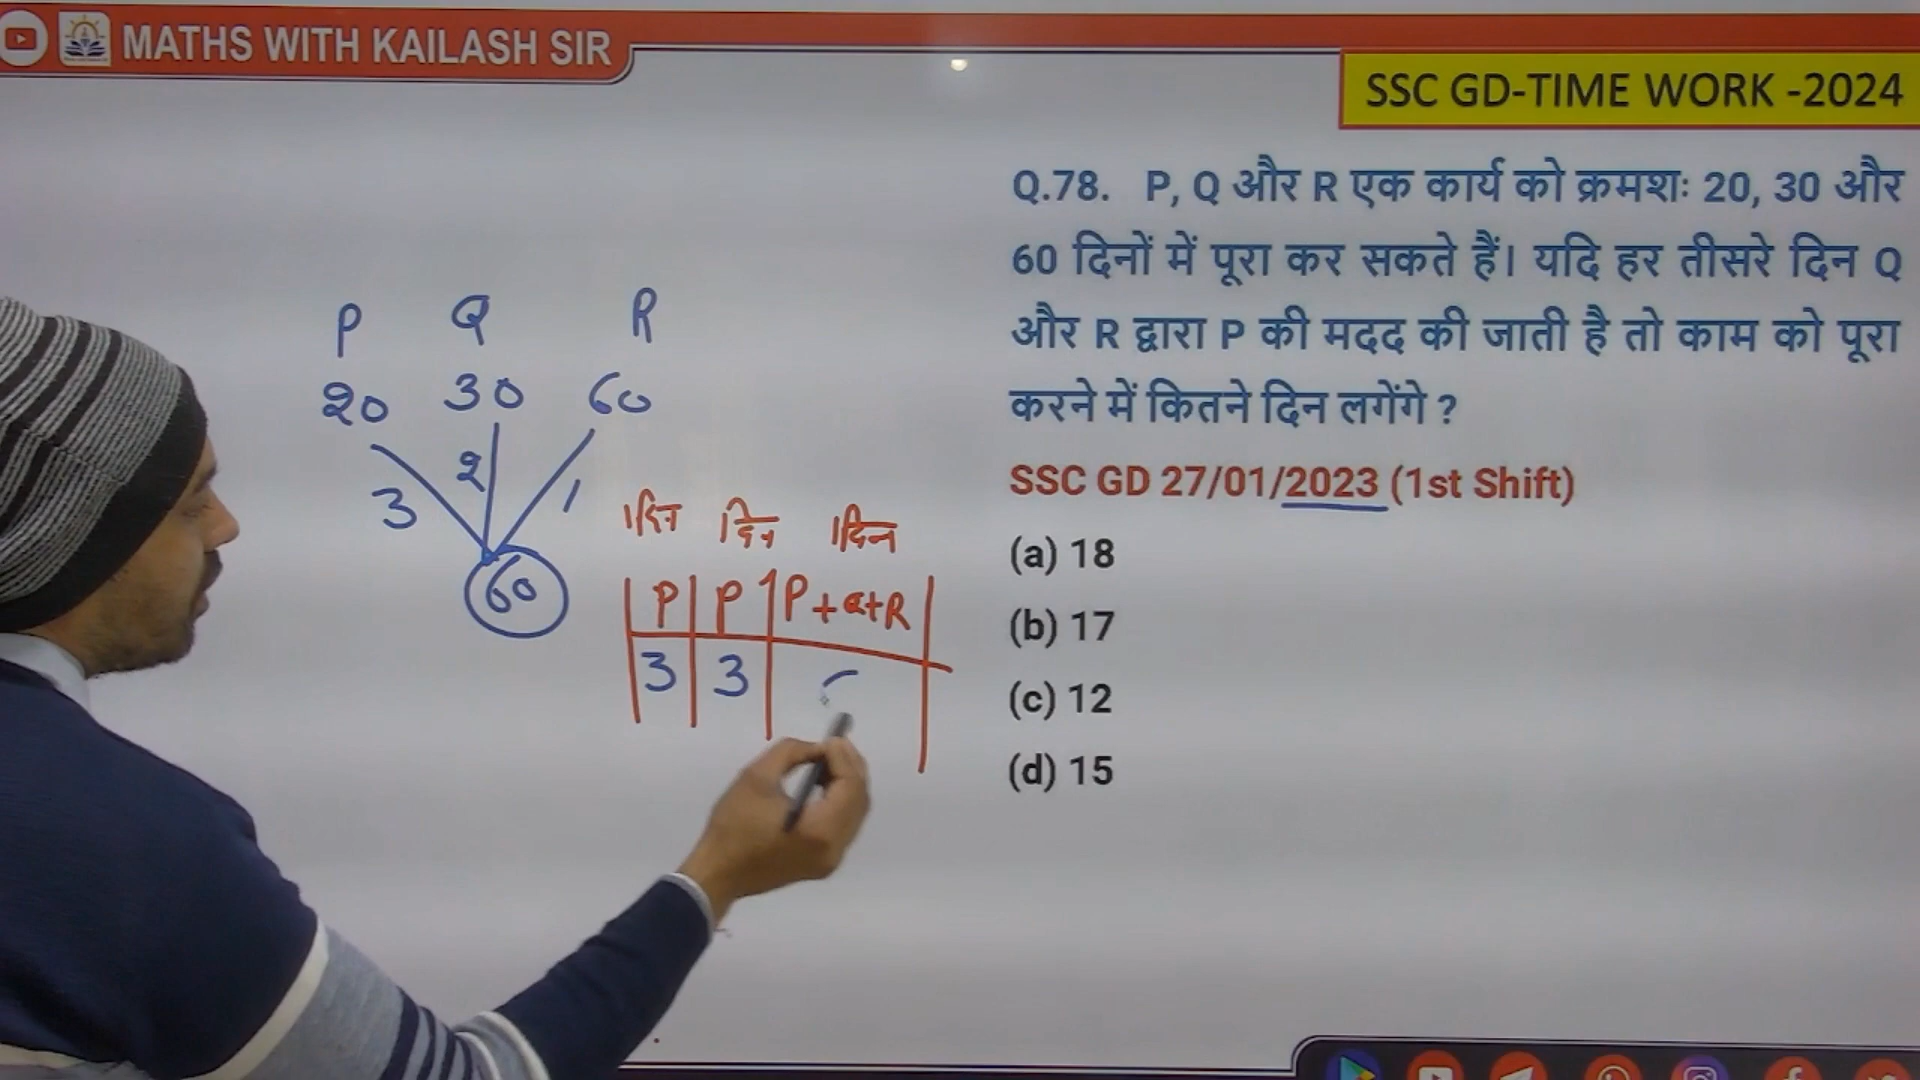 MATHS WITH KAILASH SIR
SSC GD-TIME WORK -2024
Q.78. P, Q और R एक कार्य को क्रमशः 20, 30 और
60 दिनों में पूरा कर सकते हैं। यदि हर तीसरे दिन Q
और R द्वारा P की मदद की जाती है तो काम को पूरा
करने में कितने दिन लगेंगे ?
SSC GD 27/01/2023 (1st Shift)
(a) 18
(b) 17
(c) 12
(d) 15
P Q R
20 30 60
3 2 1
60
1दिन 1दिन 1दिन
P P P+Q+R
3 3